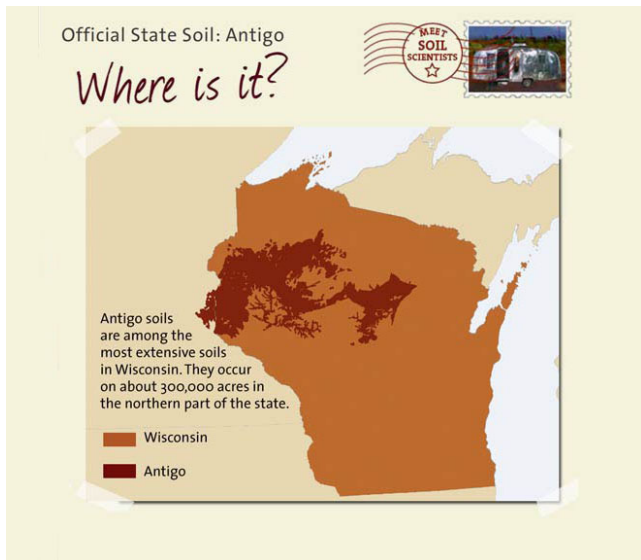 Official State Soil: Antigo
Where is it?
MEET
SOIL
SCIENTISTS
Antigo soils
are among the
most extensive soils
in Wisconsin. They occur
on about 300,000 acres in
the northern part of the state.
Wisconsin
Antigo